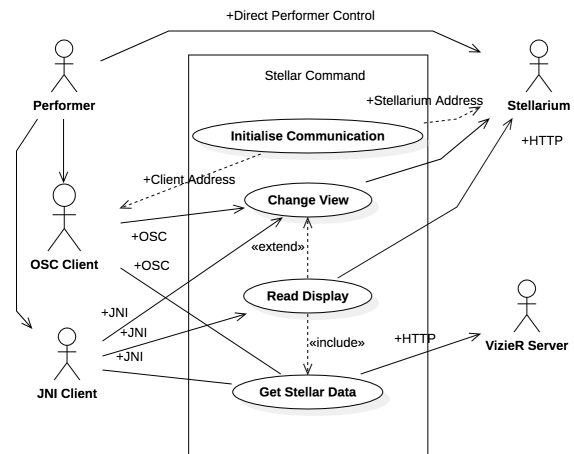 +Direct Performer Control
Stellar Command
Performer
Stellarium
+Stellarium Address
Initialise Communication
+HTTP
+Client Address
Change View
+OSC
«extend»
OSC Client
+OSC
Read Display
+JNI
+JNI
«include»
+HTTP
VizieR Server
+JNI
JNI Client
Get Stellar Data